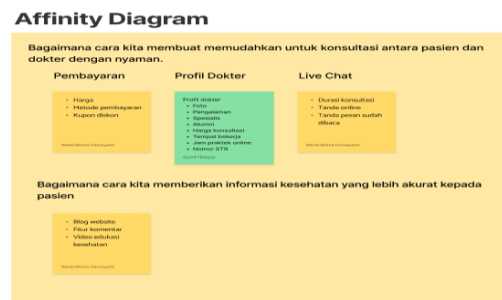 Affinity Diagram
Bagaimana cara kita membuat memudahkan untuk konsultasi antara pasien dan
dokter dengan nyaman.
Pembayaran
• Harga
• Metode pembayaran
• Kupon diskon
Profil Dokter
Profil dokter
• Foto
• Pengalaman
• Spesialis
• Alumni
• Harga konsultasi
• Tempat bekerja
• Jam praktek online
• Nomor STR
Live Chat
• Durasi konsultasi
• Tanda online
• Tanda pesan sudah
dibaca
Bagaimana cara kita memberikan informasi kesehatan yang lebih akurat kepada
pasien
• Blog website
• Fitur komentar
• Video edukasi
kesehatan